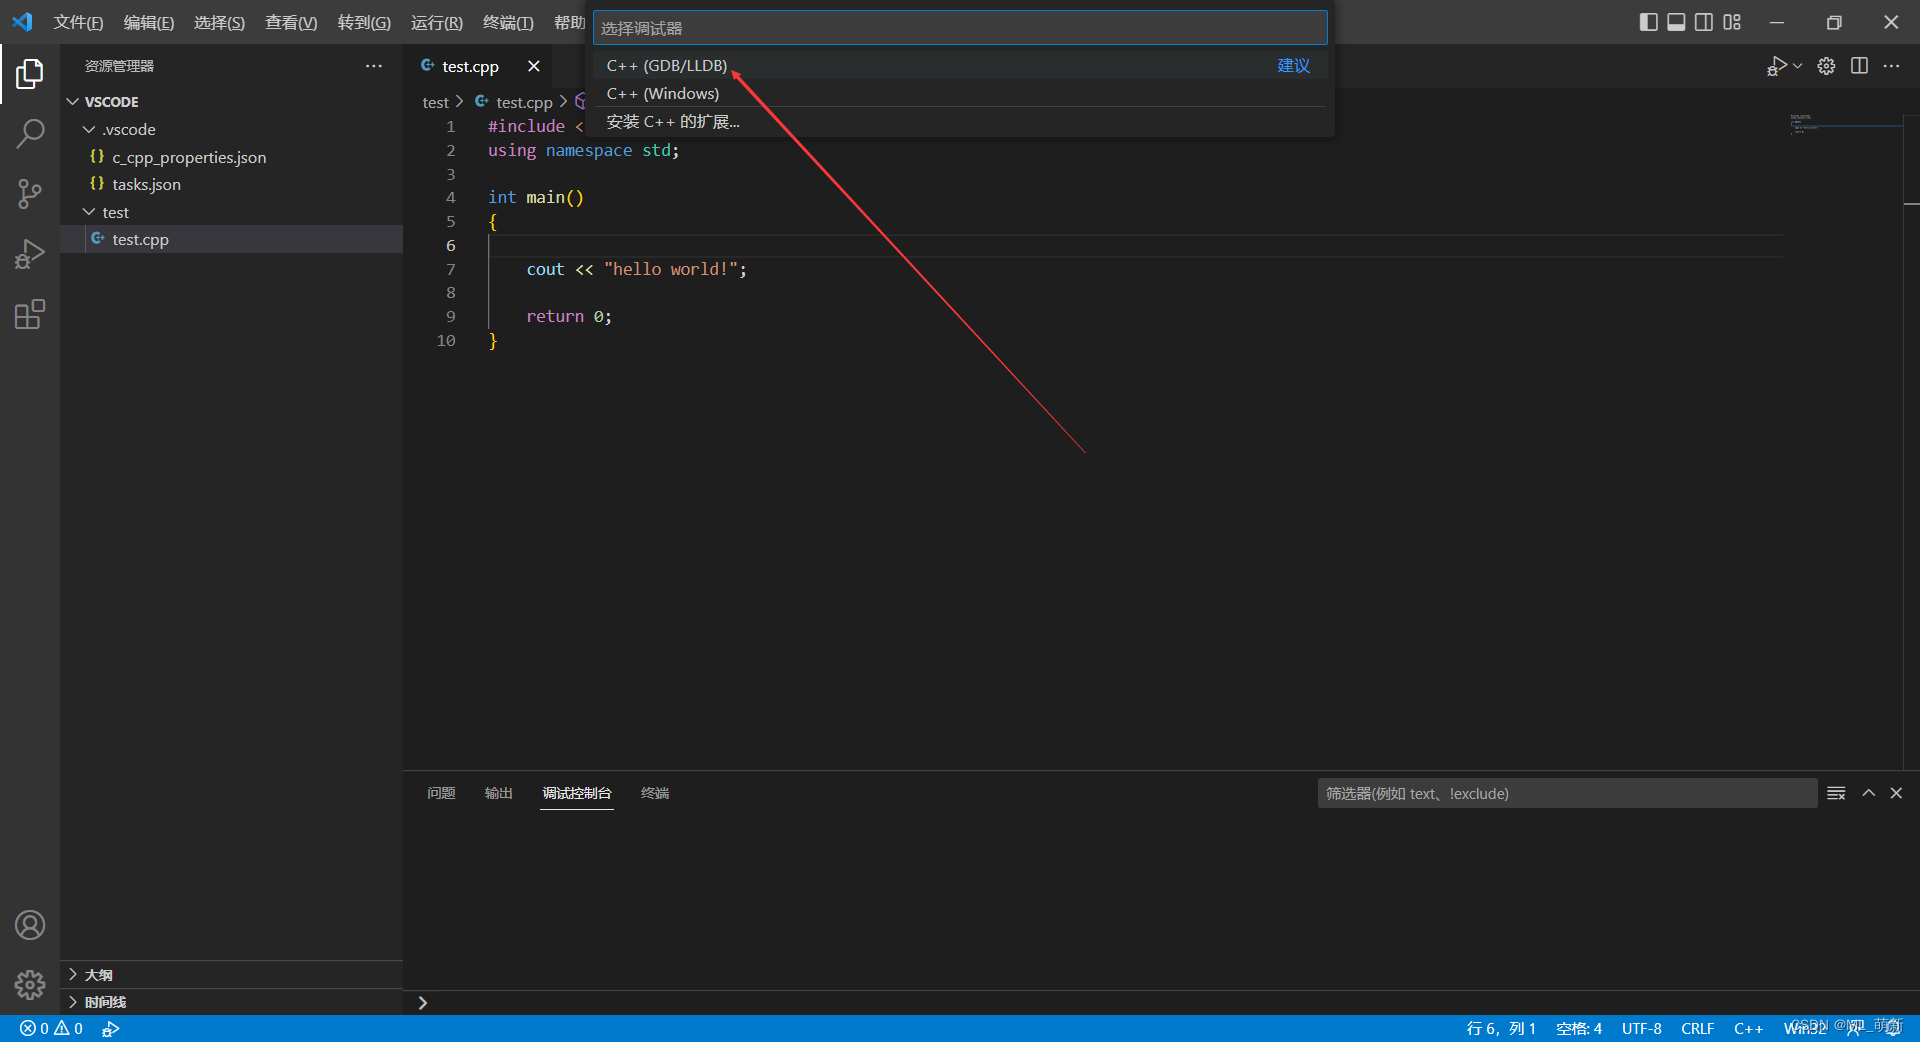 文件(F) 编辑(E) 选择(S) 查看(V) 转到(G) 运行(R) 终端(T) 帮助
选择调试器
C++ (GDB/LLDB) 建议
C++ (Windows)
安装 C++ 的扩展...
资源管理器
VSCODE
.vscode
{} c_cpp_properties.json
{} tasks.json
test
test.cpp
test.cpp
test > test.cpp >
1 #include <
2 using namespace std;
3
4 int main()
5 {
6
7 cout << "hello world!";
8
9 return 0;
10 }
问题 输出 调试控制台 终端
筛选器(例如 text、!exclude)
大纲
时间线
0 0
行 6，列 1 空格: 4 UTF-8 CRLF C++ Win32
CSDN @ML_萌新